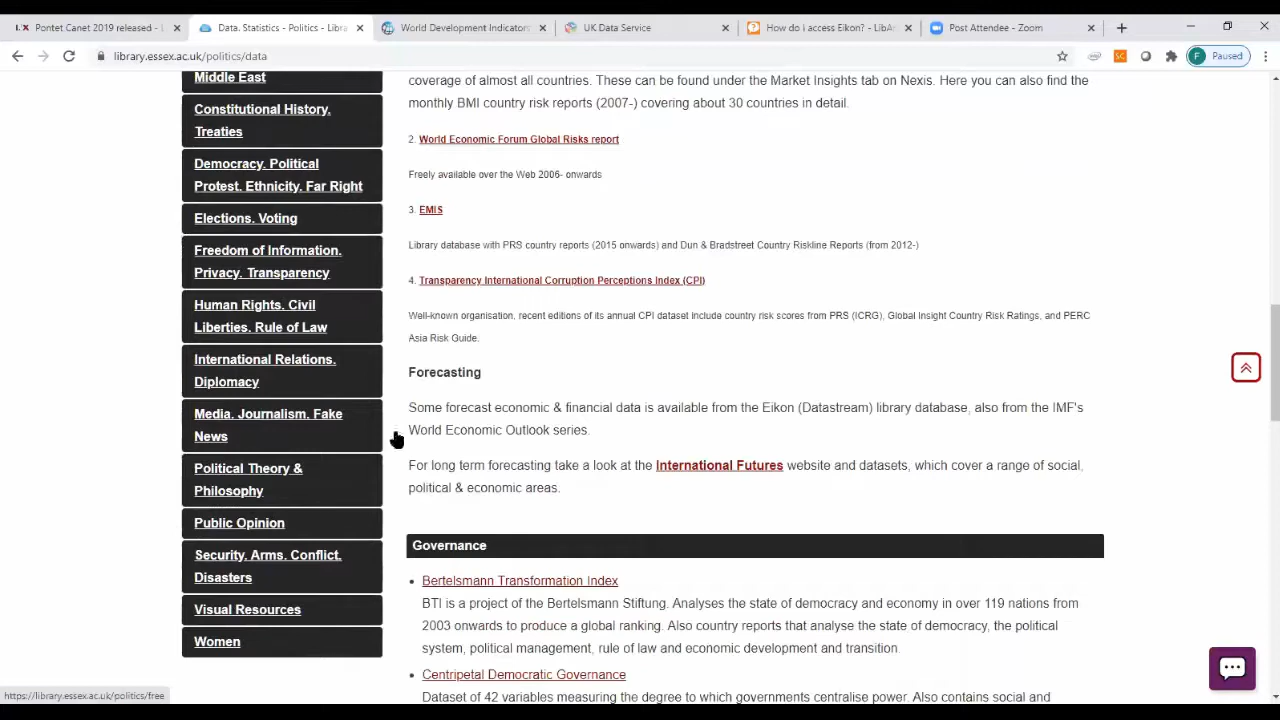 Pontet Canet 2019 released - L
Data. Statistics - Politics - Libra
World Development Indicators
UK Data Service
How do i access Eikon? - LibA
Post Attendee - Zoom
library.essex.ac.uk/politics/data
Paused
Middle East
Constitutional History.
Treaties
Democracy. Political
Protest. Ethnicity. Far Right
Elections. Voting
Freedom of Information.
Privacy. Transparency
Human Rights. Civil
Liberties. Rule of Law
International Relations.
Diplomacy
Media. Journalism. Fake
News
Political Theory &
Philosophy
Public Opinion
Security. Arms. Conflict.
Disasters
Visual Resources
Women
coverage of almost all countries. These can be found under the Market Insights tab on Nexis. Here you can also find the
monthly BMI country risk reports (2007-) covering about 30 countries in detail.
2. World Economic Forum Global Risks report
Freely available over the Web 2006- onwards
3. EMIS
Library database with PRS country reports (2015 onwards) and Dun & Bradstreet Country Riskline Reports (from 2012-)
4. Transparency International Corruption Perceptions Index (CPI)
Well-known organisation, recent editions of its annual CPI dataset include country risk scores from PRS (ICRG), Global Insight Country Risk Ratings, and PERC
Asia Risk Guide.
Forecasting
Some forecast economic & financial data is available from the Eikon (Datastream) library database, also from the IMF's
World Economic Outlook series.
For long term forecasting take a look at the International Futures website and datasets, which cover a range of social,
political & economic areas.
Governance
• Bertelsmann Transformation Index
BTI is a project of the Bertelsmann Stiftung. Analyses the state of democracy and economy in over 119 nations from
2003 onwards to produce a global ranking. Also country reports that analyse the state of democracy, the political
system, political management, rule of law and economic development and transition
• Centripetal Democratic Governance
Dataset of 42 variables measuring the degree to which governments centralise power. Also contains social and
https://library.essex.ac.uk/politics/free